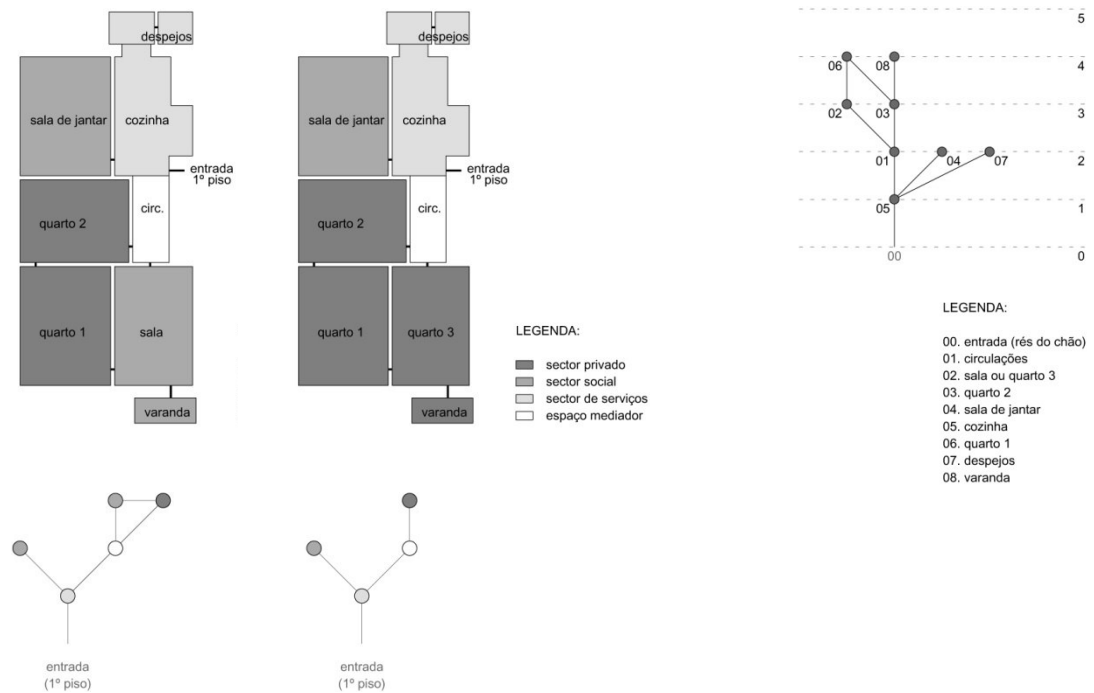 despejos
sala de jantar
cozinha
entrada
1º piso
quarto 2
circ.
quarto 1
sala
varanda
despejos
sala de jantar
cozinha
entrada
1º piso
quarto 2
circ.
quarto 1
quarto 3
varanda
LEGENDA:
sector privado
sector social
sector de serviços
espaço mediador
5
06
08
4
02
03
3
01
04
07
2
05
1
00
0
LEGENDA:
00. entrada (rés do chão)
01. circulações
02. sala ou quarto 3
03. quarto 2
04. sala de jantar
05. cozinha
06. quarto 1
07. despejos
08. varanda
entrada
(1º piso)
entrada
(1º piso)